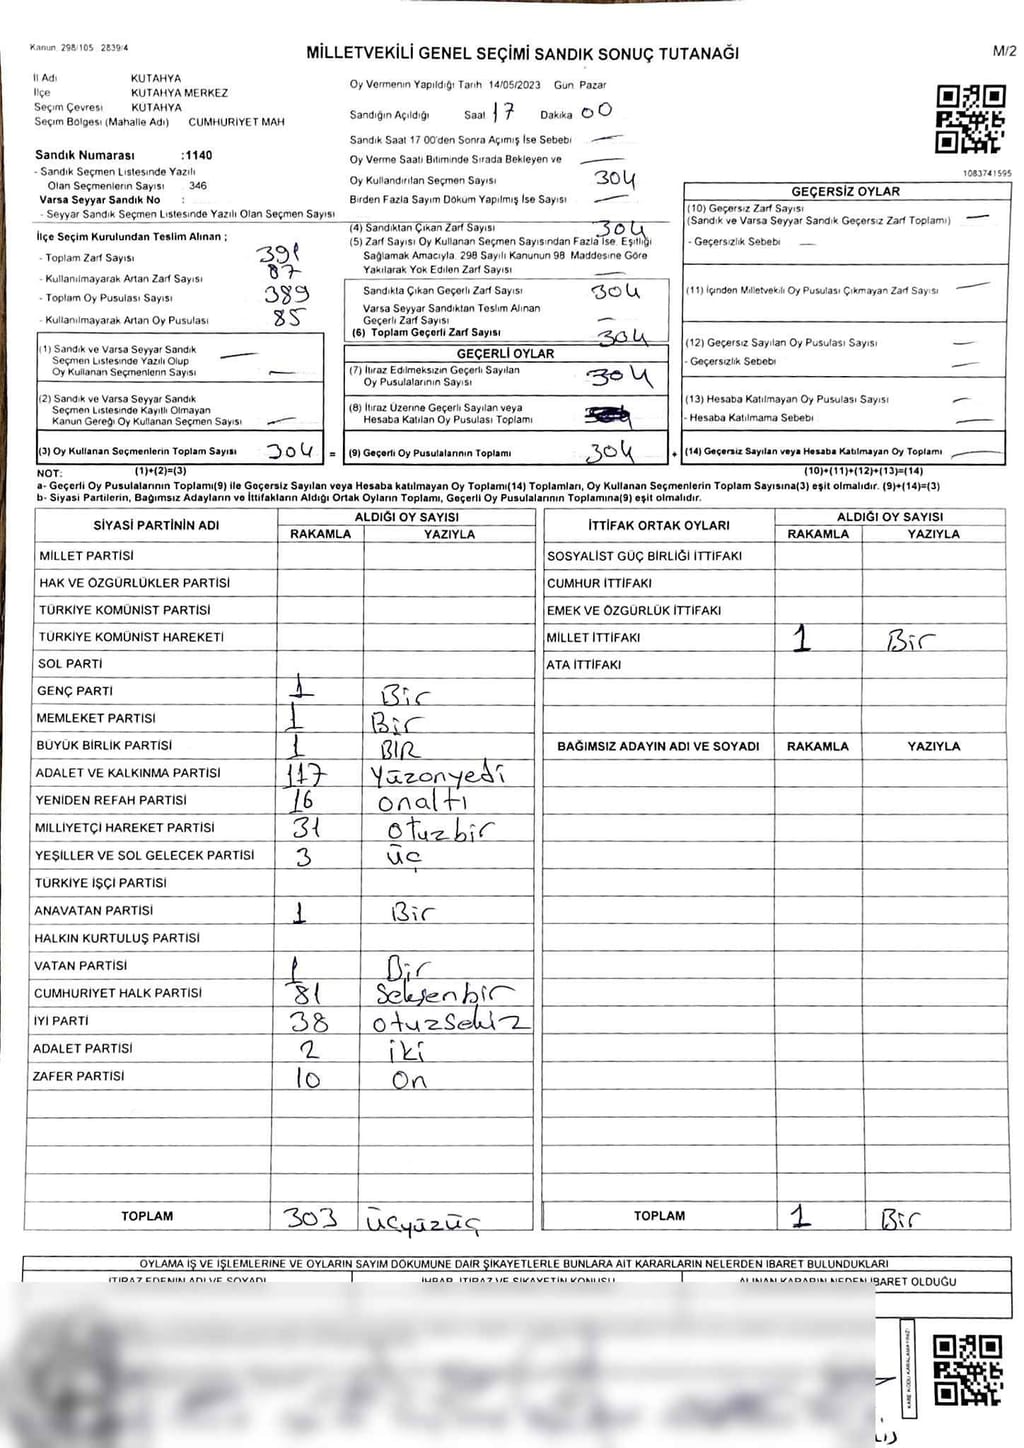 Kanun 298/105 2839/4
MİLLETVEKİLİ GENEL SEÇİMİ SANDIK SONUÇ TUTANAĞI
M/2
İl Adı KUTAHYA
İlçe KUTAHYA MERKEZ
Seçim Çevresi KUTAHYA
Seçim Bölgesi (Mahalle Adı) CUMHURİYET MAH
Sandık Numarası :1140
- Sandık Seçmen Listesinde Yazılı
Olan Seçmenlerin Sayısı 346
Varsa Seyyar Sandık No :
- Seyyar Sandık Seçmen Listesinde Yazılı Olan Seçmen Sayısı
İlçe Seçim Kurulundan Teslim Alınan ;
- Toplam Zarf Sayısı 391
- Kullanılmayarak Artan Zarf Sayısı 87
- Toplam Oy Pusulası Sayısı 389
- Kullanılmayarak Artan Oy Pusulası 85
Oy Vermenin Yapıldığı Tarih 14/05/2023 Gün Pazar
Sandığın Açıldığı Saat 17 Dakika 00
Sandık Saat 17 00'den Sonra Açımış İse Sebebi —
Oy Verme Saati Bitiminde Sırada Bekleyen ve —
Oy Kullandırılan Seçmen Sayısı 304
Birden Fazla Sayım Döküm Yapılmış İse Sayısı —
(4) Sandıktan Çıkan Zarf Sayısı 304
(5) Zarf Sayısı Oy Kullanan Seçmen Sayısından Fazla İse, Eşitliği
Sağlamak Amacıyla, 298 Sayılı Kanunun 98 Maddesine Göre
Yakılarak Yok Edilen Zarf Sayısı —
Sandıkta Çıkan Geçerli Zarf Sayısı 304
Varsa Seyyar Sandıktan Teslim Alınan
Geçerli Zarf Sayısı —
(6) Toplam Geçerli Zarf Sayısı 304
1083741595
GEÇERSİZ OYLAR
(10) Geçersiz Zarf Sayısı
(Sandık ve Varsa Seyyar Sandık Geçersiz Zarf Toplamı) —
- Geçersizlik Sebebi —
(11) İçinden Milletvekili Oy Pusulası Çıkmayan Zarf Sayısı —
(12) Geçersiz Sayılan Oy Pusulası Sayısı —
- Geçersizlik Sebebi —
(13) Hesaba Katılmayan Oy Pusulası Sayısı —
- Hesaba Katılmama Sebebi —
(1) Sandık ve Varsa Seyyar Sandık —
Seçmen Listesinde Yazılı Olup
Oy Kullanan Seçmenlerin Sayısı —
(2) Sandık ve Varsa Seyyar Sandık
Seçmen Listesinde Kayıtlı Olmayan
Kanun Gereği Oy Kullanan Seçmen Sayısı —
GEÇERLİ OYLAR
(7) İtiraz Edilmeksizin Geçerli Sayılan
Oy Pusulalarının Sayısı 304
(8) İtiraz Üzerine Geçerli Sayılan veya
Hesaba Katılan Oy Pusulası Toplamı
(3) Oy Kullanan Seçmenlerin Toplam Sayısı 304 = (9) Geçerli Oy Pusulalarının Toplamı 304 + (14) Geçersiz Sayılan veya Hesaba Katılmayan Oy Toplamı —
NOT: (1)+(2)=(3) (10)+(11)+(12)+(13)=(14)
a- Geçerli Oy Pusulalarının Toplamı(9) ile Geçersiz Sayılan veya Hesaba katılmayan Oy Toplamı(14) Toplamları, Oy Kullanan Seçmenlerin Toplam Sayısına(3) eşit olmalıdır. (9)+(14)=(3)
b- Siyasi Partilerin, Bağımsız Adayların ve İttifakların Aldığı Ortak Oyların Toplamı, Geçerli Oy Pusulalarının Toplamına(9) eşit olmalıdır.
SİYASİ PARTİNİN ADI ALDIĞI OY SAYISI
RAKAMLA YAZIYLA
MİLLET PARTİSİ
HAK VE ÖZGÜRLÜKLER PARTİSİ
TÜRKİYE KOMÜNİST PARTİSİ
TÜRKİYE KOMÜNİST HAREKETİ
SOL PARTİ
GENÇ PARTİ 1 Bir
MEMLEKET PARTİSİ 1 Bir
BÜYÜK BİRLİK PARTİSİ 1 BIR
ADALET VE KALKINMA PARTİSİ 117 Yüzonyedi
YENİDEN REFAH PARTİSİ 16 onaltı
MİLLİYETÇİ HAREKET PARTİSİ 31 otuzbir
YEŞİLLER VE SOL GELECEK PARTİSİ 3 üç
TÜRKİYE İŞÇİ PARTİSİ
ANAVATAN PARTİSİ 1 Bir
HALKIN KURTULUŞ PARTİSİ
VATAN PARTİSİ 1 Bir
CUMHURİYET HALK PARTİSİ 81 Seksenbir
İYİ PARTİ 38 otuzsekiz
ADALET PARTİSİ 2 iki
ZAFER PARTİSİ 10 On
TOPLAM 303 üçyüzüç
İTTİFAK ORTAK OYLARI ALDIĞI OY SAYISI
RAKAMLA YAZIYLA
SOSYALİST GÜÇ BİRLİĞİ İTTİFAKI
CUMHUR İTTİFAKI
EMEK VE ÖZGÜRLÜK İTTİFAKI
MİLLET İTTİFAKI 1 Bir
ATA İTTİFAKI
BAĞIMSIZ ADAYIN ADI VE SOYADI RAKAMLA YAZIYLA
TOPLAM 1 Bir
OYLAMA İŞ VE İŞLEMLERİNE VE OYLARIN SAYIM DÖKÜMÜNE DAİR ŞİKAYETLERLE BUNLARA AİT KARARLARIN NELERDEN İBARET BULUNDUKLARI
İTİRAZ EDENİN ADI VE SOYADI İHBAR, İTİRAZ VE ŞİKAYETİN KONUSU ALINAN KARARIN NEDEN İBARET OLDUĞU
KARE KODU KARALAMAYINIZ!